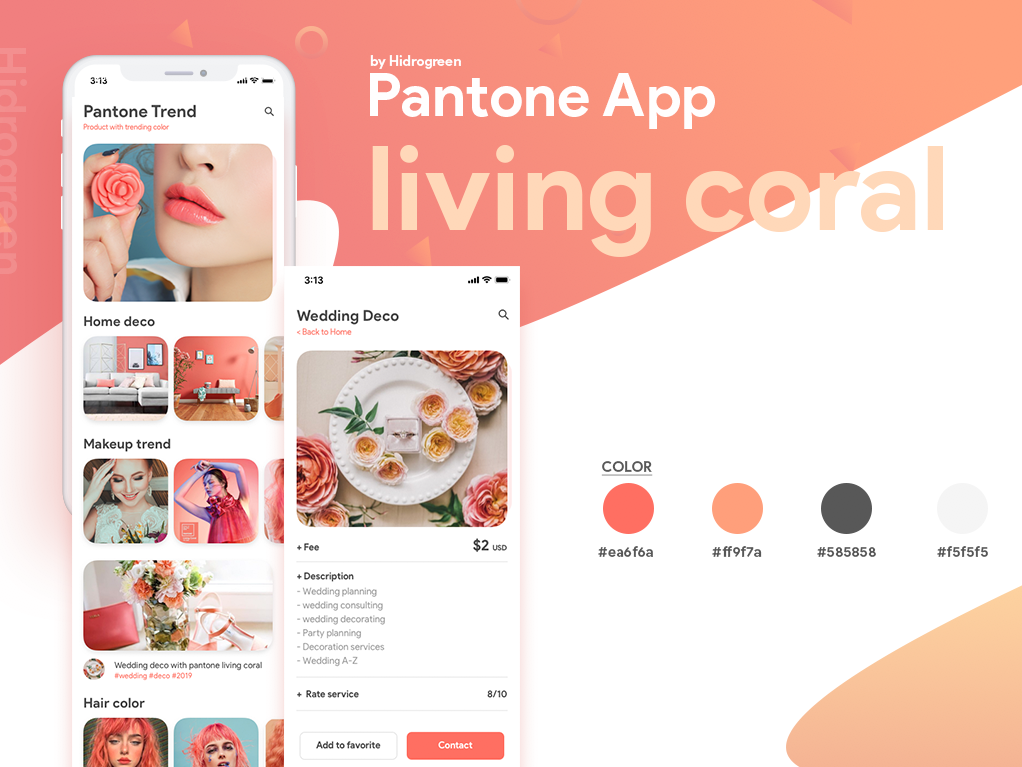 Hidrogreen
by Hidrogreen
Pantone App
living coral
3:13
Pantone Trend
Product with trending color
Home deco
Makeup trend
Wedding deco with pantone living coral
#wedding #deco #2019
Hair color
3:13
Wedding Deco
< Back to Home
+ Fee
$2 USD
+ Description
- Wedding planning
- wedding consulting
- wedding decorating
- Party planning
- Decoration services
- Wedding A-Z
+ Rate service
8/10
Add to favorite
Contact
COLOR
#ea6f6a
#ff9f7a
#585858
#f5f5f5